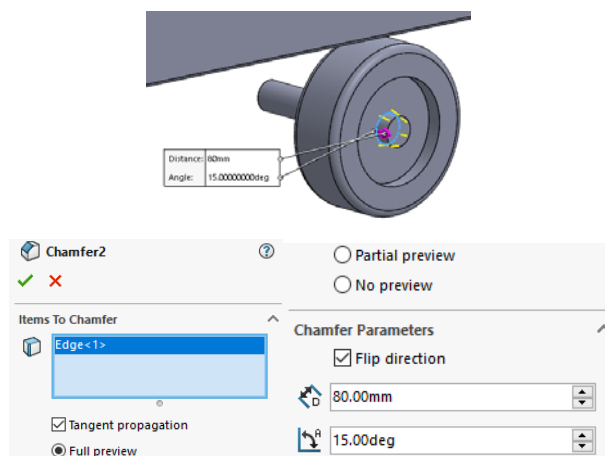 Distance: 80mm
Angle: 15.00000000deg
Chamfer2
Items To Chamfer
Edge<1>
Tangent propagation
Full preview
Partial preview
No preview
Chamfer Parameters
Flip direction
D 80.00mm
A 15.00deg